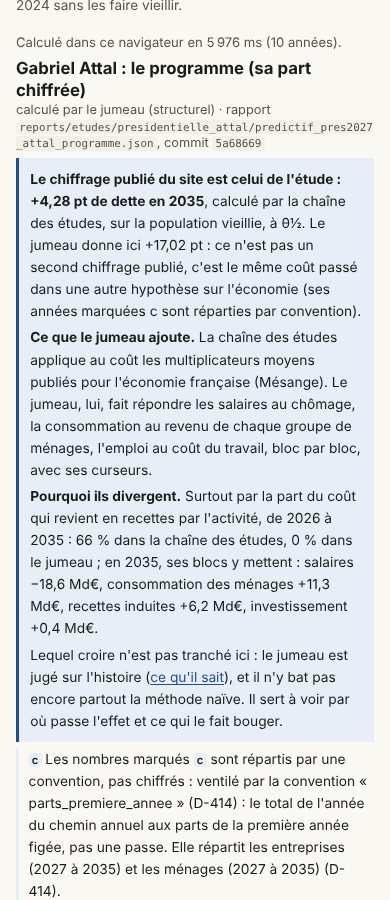 2024 sans les faire vieillir.
Calculé dans ce navigateur en 5 976 ms (10 années).
Gabriel Attal : le programme (sa part
chiffrée)
calculé par le jumeau (structurel) · rapport
reports/etudes/presidentielle_attal/predictif_pres2027
_attal_programme.json , commit 5a68669
Le chiffrage publié du site est celui de l'étude :
+4,28 pt de dette en 2035, calculé par la chaîne
des études, sur la population vieillie, à θ½. Le
jumeau donne ici +17,02 pt : ce n'est pas un
second chiffrage publié, c'est le même coût passé
dans une autre hypothèse sur l'économie (ses
années marquées c sont réparties par convention).
Ce que le jumeau ajoute. La chaîne des études
applique au coût les multiplicateurs moyens
publiés pour l'économie française (Mésange). Le
jumeau, lui, fait répondre les salaires au chômage,
la consommation au revenu de chaque groupe de
ménages, l'emploi au coût du travail, bloc par bloc,
avec ses curseurs.
Pourquoi ils divergent. Surtout par la part du coût
qui revient en recettes par l'activité, de 2026 à
2035 : 66 % dans la chaîne des études, 0 % dans
le jumeau ; en 2035, ses blocs y mettent : salaires
−18,6 Md€, consommation des ménages +11,3
Md€, recettes induites +6,2 Md€, investissement
+0,4 Md€.
Lequel croire n'est pas tranché ici : le jumeau est
jugé sur l'histoire (ce qu'il sait), et il n'y bat pas
encore partout la méthode naïve. Il sert à voir par
où passe l'effet et ce qui le fait bouger.
c Les nombres marqués c sont répartis par une
convention, pas chiffrés : ventilé par la convention «
parts_premiere_annee » (D-414) : le total de l'année
du chemin annuel aux parts de la première année
figée, pas une passe. Elle répartit les entreprises
(2027 à 2035) et les ménages (2027 à 2035) (D-
414).